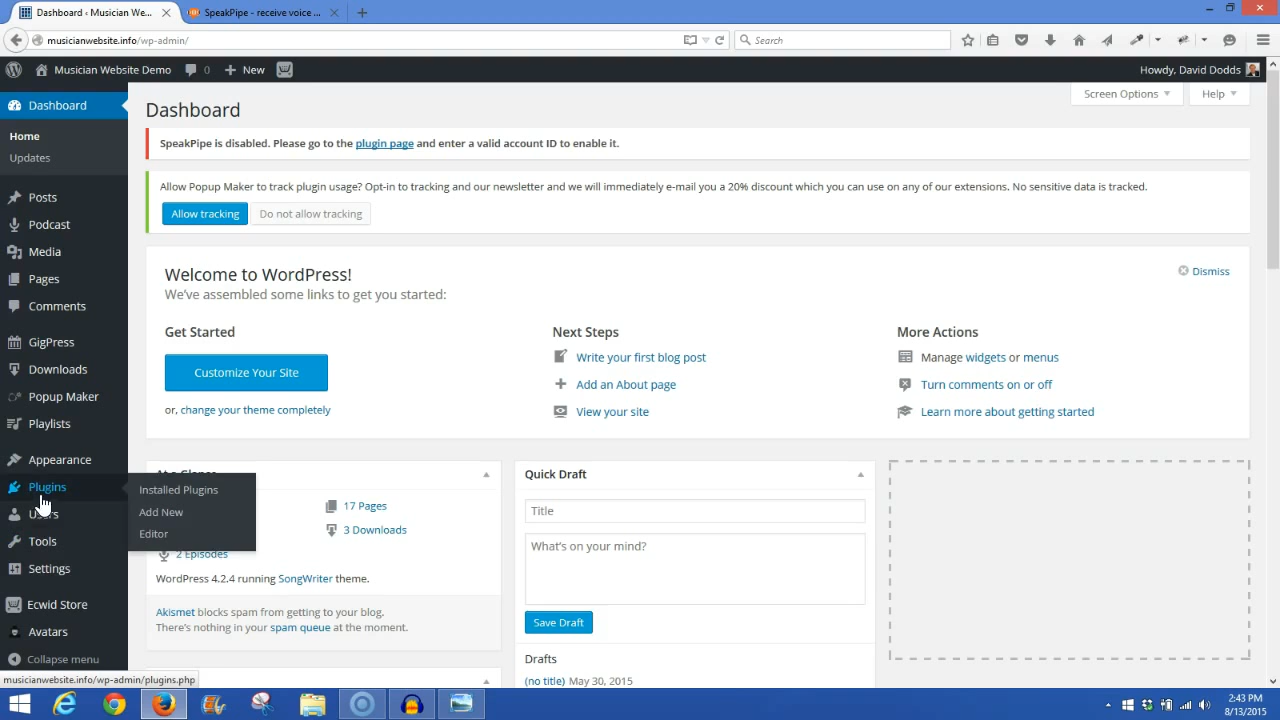 Dashboard ‹ Musician We...
SpeakPipe - receive voice ...
musicianwebsite.info/wp-admin/
Search
Musician Website Demo
0
New
Howdy, David Dodds
Dashboard
Home
Updates
Posts
Podcast
Media
Pages
Comments
GigPress
Downloads
Popup Maker
Playlists
Appearance
Plugins
Users
Tools
Settings
Ecwid Store
Avatars
Collapse menu
Installed Plugins
Add New
Editor
Dashboard
Screen Options
Help
SpeakPipe is disabled. Please go to the plugin page and enter a valid account ID to enable it.
Allow Popup Maker to track plugin usage? Opt-in to tracking and our newsletter and we will immediately e-mail you a 20% discount which you can use on any of our extensions. No sensitive data is tracked.
Allow tracking
Do not allow tracking
Welcome to WordPress!
Dismiss
We've assembled some links to get you started:
Get Started
Customize Your Site
or, change your theme completely
Next Steps
Write your first blog post
Add an About page
View your site
More Actions
Manage widgets or menus
Turn comments on or off
Learn more about getting started
At a Glance
17 Pages
3 Downloads
2 Episodes
WordPress 4.2.4 running SongWriter theme.
Akismet blocks spam from getting to your blog.
There's nothing in your spam queue at the moment.
Quick Draft
Title
What's on your mind?
Save Draft
Drafts
(no title) May 30, 2015
musicianwebsite.info/wp-admin/plugins.php
2:43 PM
8/13/2015